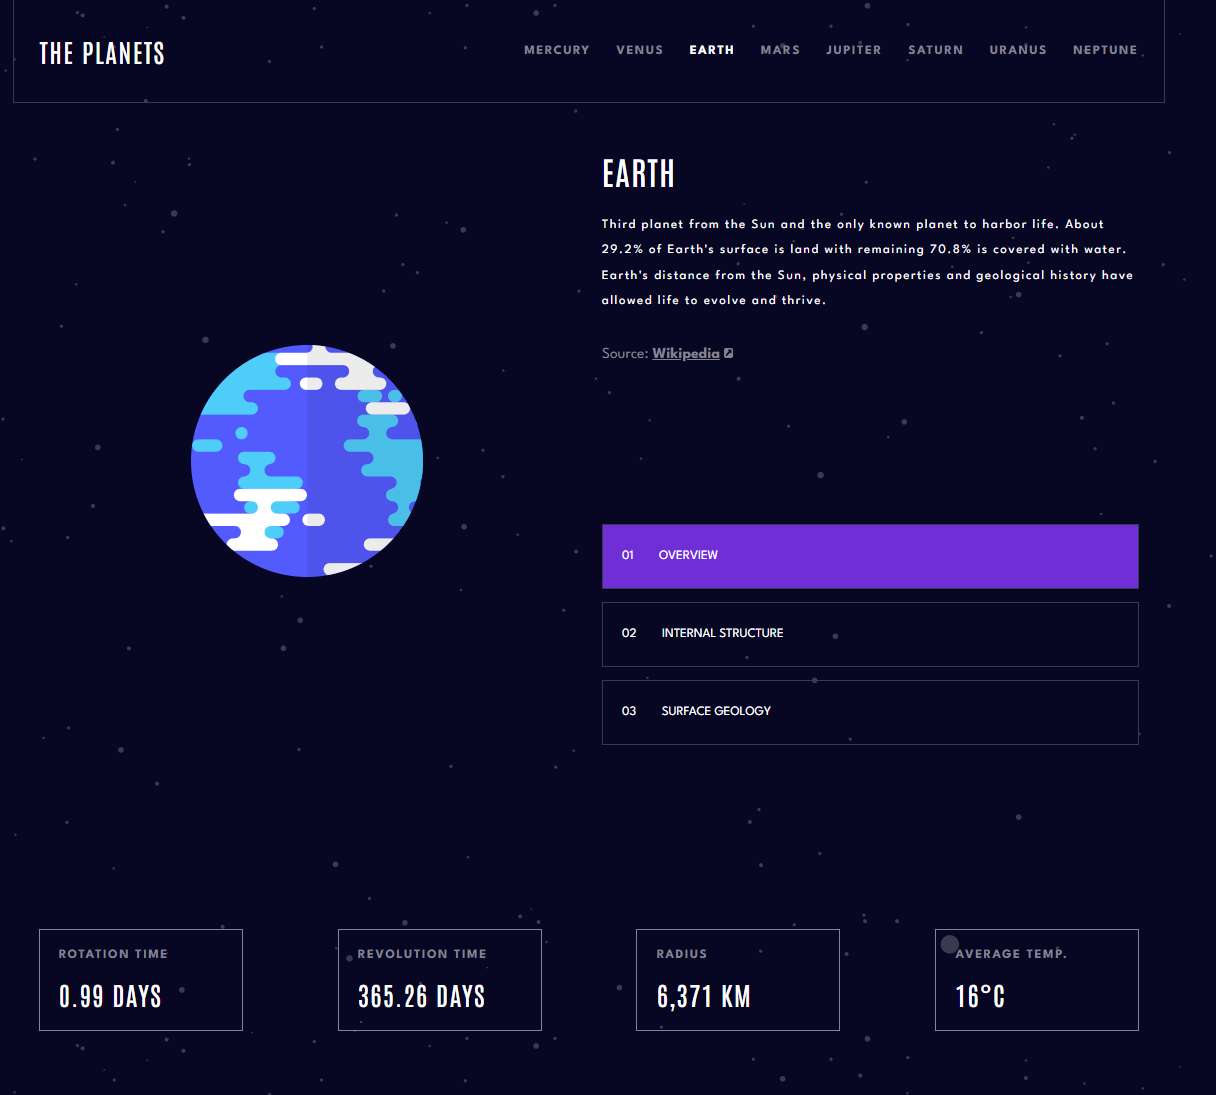 THE PLANETS
MERCURY VENUS EARTH MARS JUPITER SATURN URANUS NEPTUNE
EARTH
Third planet from the Sun and the only known planet to harbor life. About
29.2% of Earth's surface is land with remaining 70.8% is covered with water.
Earth's distance from the Sun, physical properties and geological history have
allowed life to evolve and thrive.
Source: Wikipedia
01 OVERVIEW
02 INTERNAL STRUCTURE
03 SURFACE GEOLOGY
ROTATION TIME
0.99 DAYS
REVOLUTION TIME
365.26 DAYS
RADIUS
6,371 KM
AVERAGE TEMP.
16°C